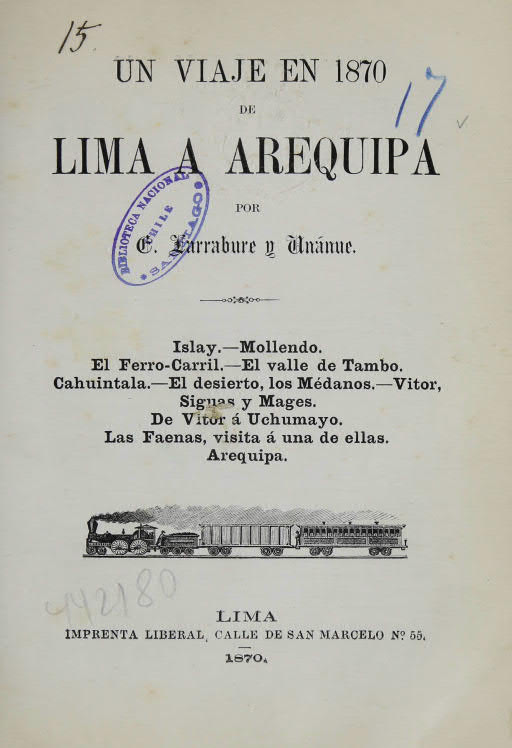 15.
UN VIAJE EN 1870
17
DE
LIMA A AREQUIPA
BIBLIOTECA NACIONAL
CHILE
* SANTIAGO *
POR
E. Larrabure y Unánue.
Islay.—Mollendo.
El Ferro-Carril.—El valle de Tambo.
Cahuintala.—El desierto, los Médanos.—Vitor,
Siguas y Mages.
De Vitor á Uchumayo.
Las Faenas, visita á una de ellas.
Arequipa.
442180
LIMA
IMPRENTA LIBERAL, CALLE DE SAN MARCELO Nº 55.
1870.